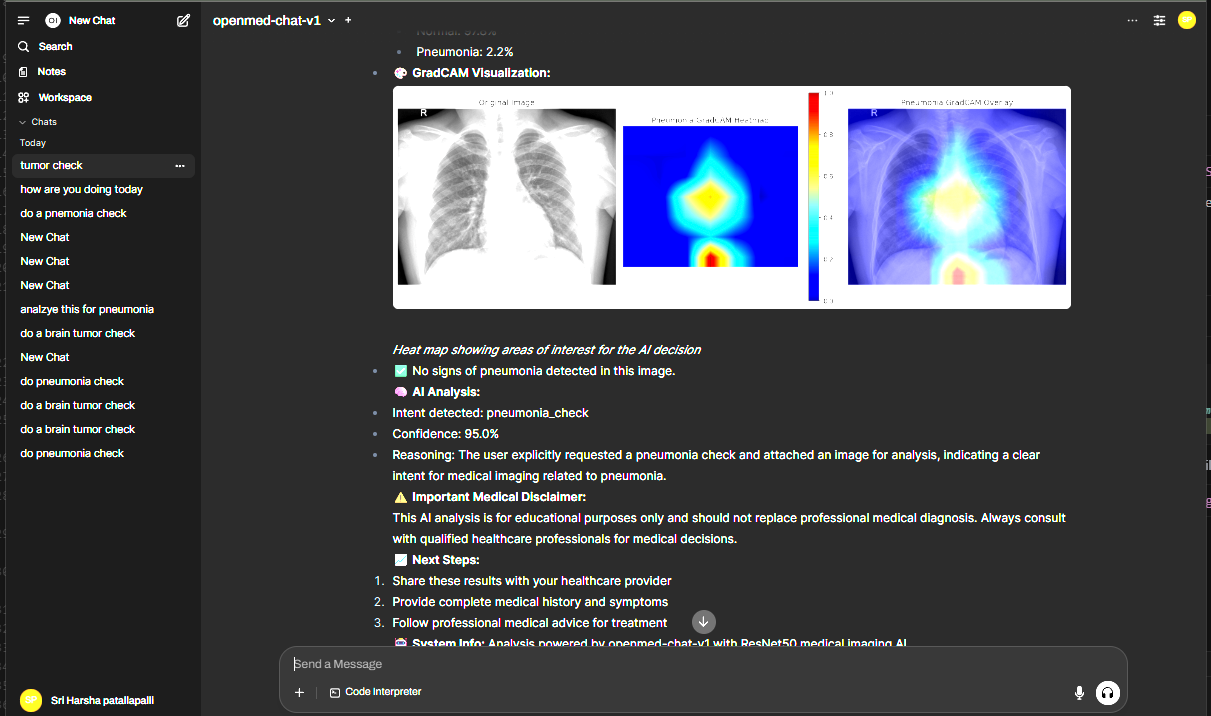 New Chat
Search
Notes
Workspace
Chats
Today
tumor check
how are you doing today
do a pnemonia check
New Chat
New Chat
New Chat
analzye this for pneumonia
do a brain tumor check
New Chat
do pneumonia check
do a brain tumor check
do a brain tumor check
do pneumonia check
Sri Harsha patallapalli
openmed-chat-v1
Normal: 97.8%
Pneumonia: 2.2%
GradCAM Visualization:
Original Image
R
Pneumonia GradCAM Heatmap
1.0
0.8
0.6
0.4
0.2
0.0
Pneumonia GradCAM Overlay
R
Heat map showing areas of interest for the AI decision
No signs of pneumonia detected in this image.
AI Analysis:
Intent detected: pneumonia_check
Confidence: 95.0%
Reasoning: The user explicitly requested a pneumonia check and attached an image for analysis, indicating a clear
intent for medical imaging related to pneumonia.
Important Medical Disclaimer:
This AI analysis is for educational purposes only and should not replace professional medical diagnosis. Always consult
with qualified healthcare professionals for medical decisions.
Next Steps:
1. Share these results with your healthcare provider
2. Provide complete medical history and symptoms
3. Follow professional medical advice for treatment
System Info: Analysis powered by openmed-chat-v1 with ResNet50 medical imaging AI
Send a Message
Code Interpreter